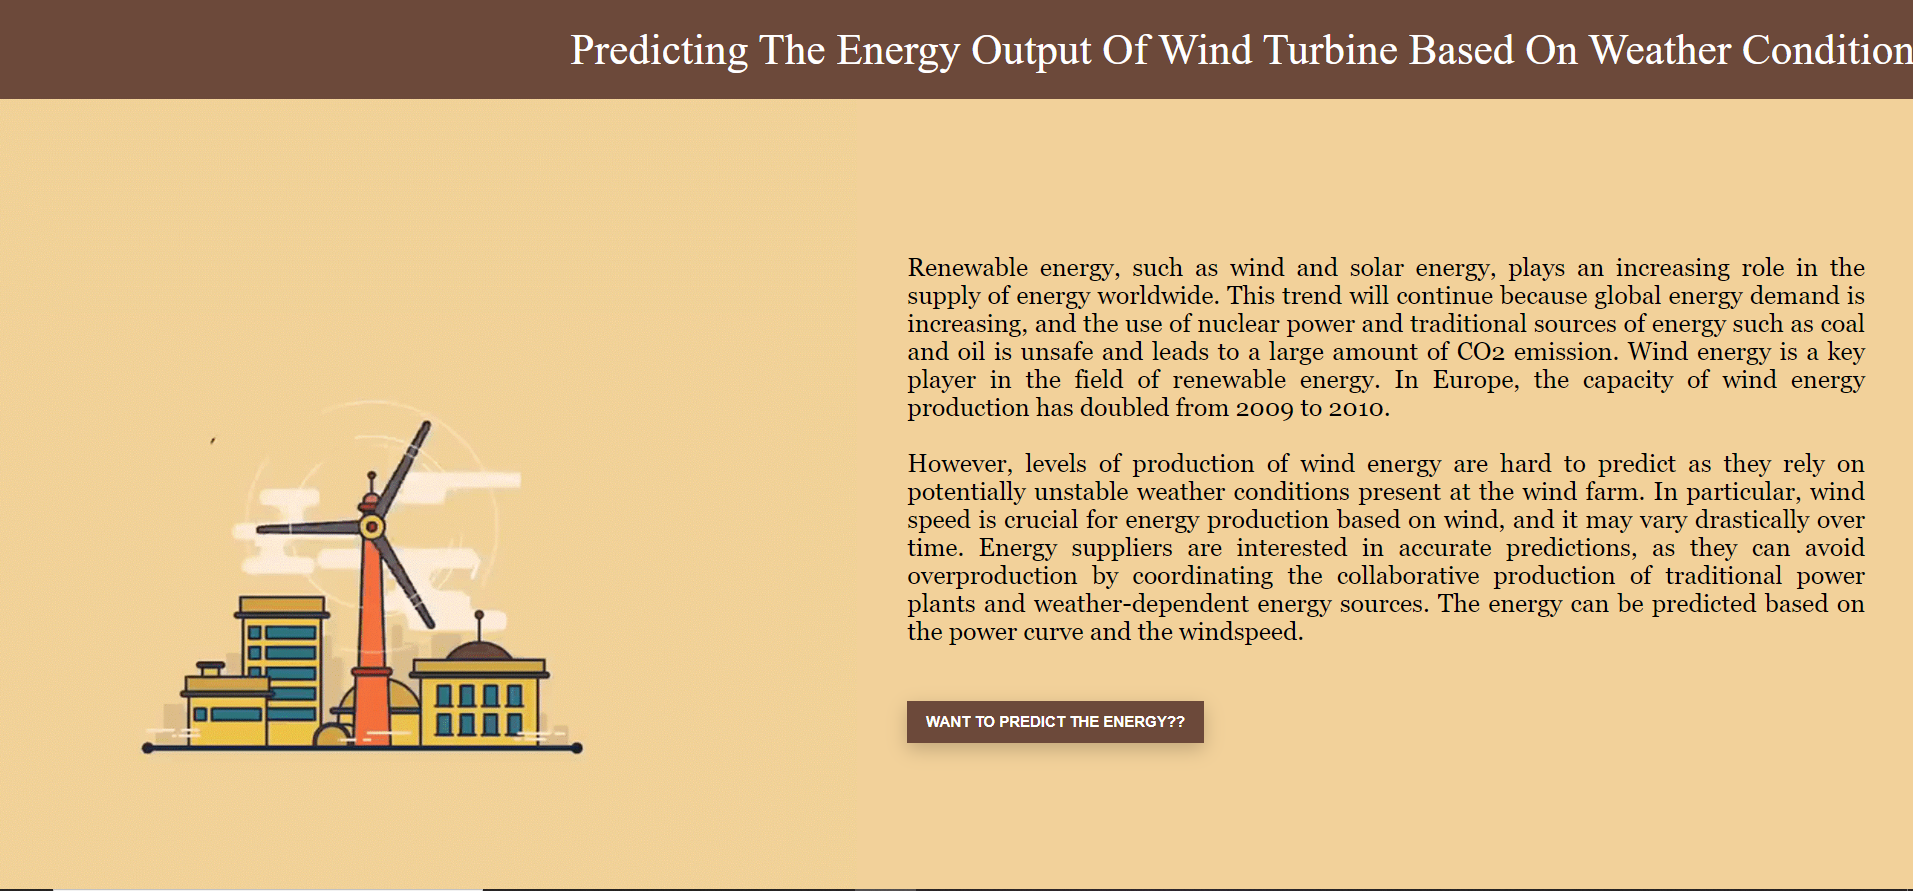 Predicting The Energy Output Of Wind Turbine Based On Weather Condition
Renewable energy, such as wind and solar energy, plays an increasing role in the
supply of energy worldwide. This trend will continue because global energy demand is
increasing, and the use of nuclear power and traditional sources of energy such as coal
and oil is unsafe and leads to a large amount of CO2 emission. Wind energy is a key
player in the field of renewable energy. In Europe, the capacity of wind energy
production has doubled from 2009 to 2010.
However, levels of production of wind energy are hard to predict as they rely on
potentially unstable weather conditions present at the wind farm. In particular, wind
speed is crucial for energy production based on wind, and it may vary drastically over
time. Energy suppliers are interested in accurate predictions, as they can avoid
overproduction by coordinating the collaborative production of traditional power
plants and weather-dependent energy sources. The energy can be predicted based on
the power curve and the windspeed.
WANT TO PREDICT THE ENERGY??